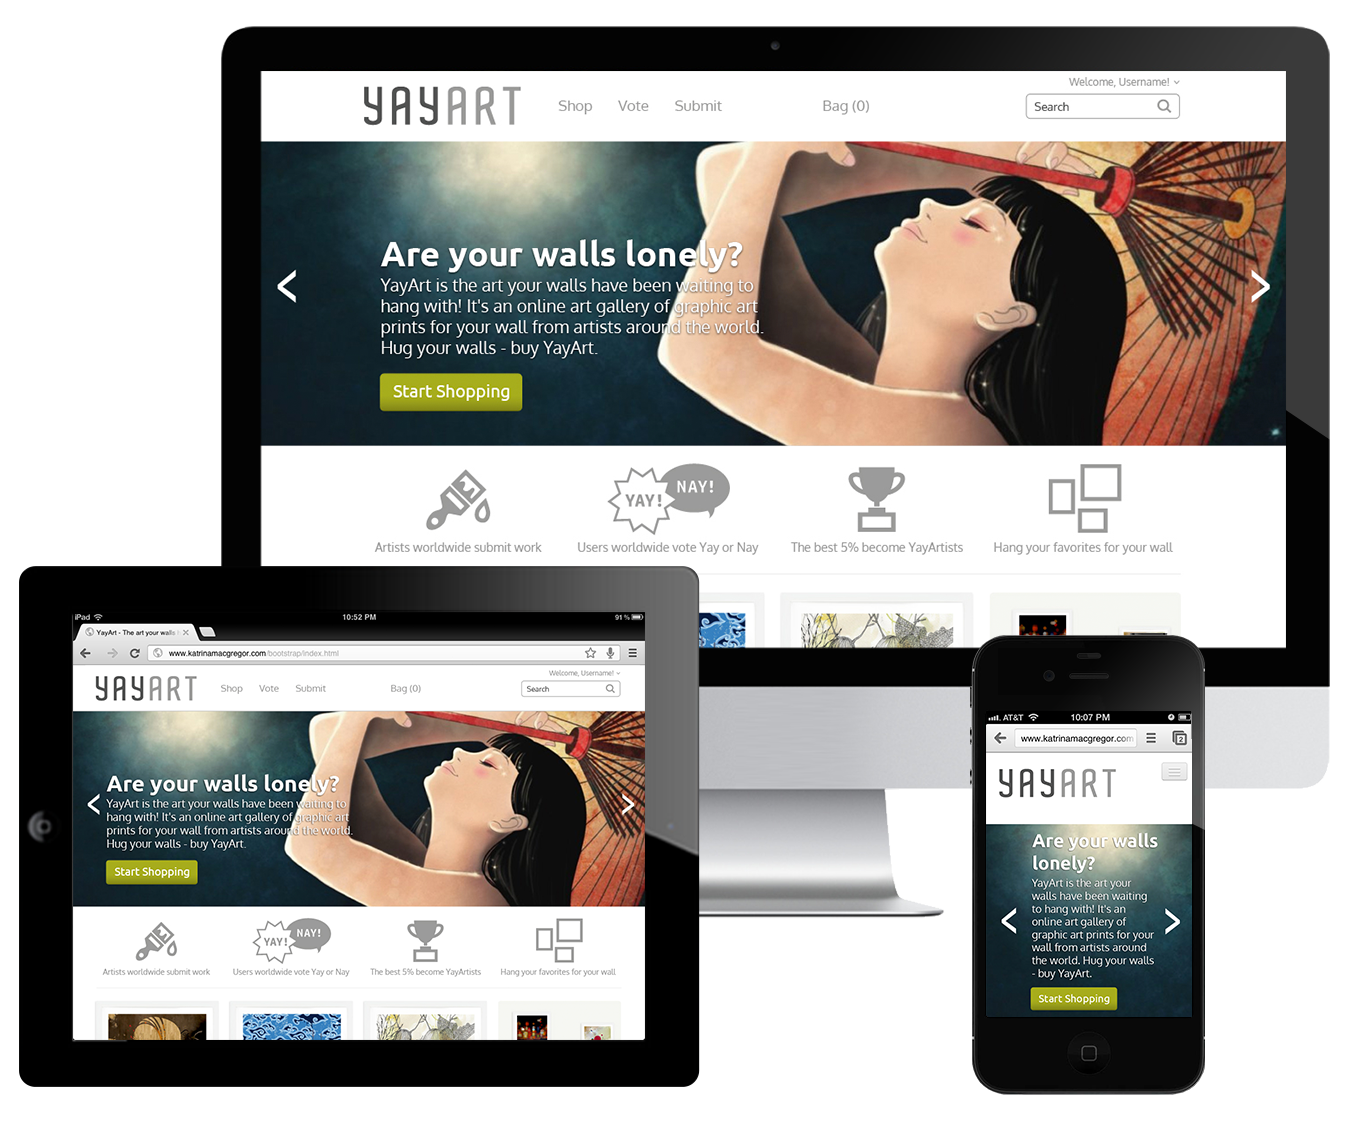 Welcome, Username!
YAYART
Shop
Vote
Submit
Bag (0)
Search
Are your walls lonely?
YayArt is the art your walls have been waiting to
hang with! It's an online art gallery of graphic art
prints for your wall from artists around the world.
Hug your walls - buy YayArt.
Start Shopping
YAY!
NAY!
Artists worldwide submit work
Users worldwide vote Yay or Nay
The best 5% become YayArtists
Hang your favorites for your wall
iPad
10:52 PM
91%
YayArt - The art your walls
www.katrinamacgregor.com/bootstrap/index.html
Welcome, Username!
YAYART
Shop
Vote
Submit
Bag (0)
Search
Are your walls lonely?
YayArt is the art your walls have been waiting to
hang with! It's an online art gallery of graphic art
prints for your wall from artists around the world.
Hug your walls - buy YayArt.
Start Shopping
YAY!
NAY!
Artists worldwide submit work
Users worldwide vote Yay or Nay
The best 5% become YayArtists
Hang your favorites for your wall
AT&T
10:07 PM
www.katrinamacgregor.com
2
YAYART
Are your walls
lonely?
YayArt is the art your
walls have been waiting
to hang with! It's an
online art gallery of
graphic art prints for your
wall from artists around
the world. Hug your walls
- buy YayArt.
Start Shopping